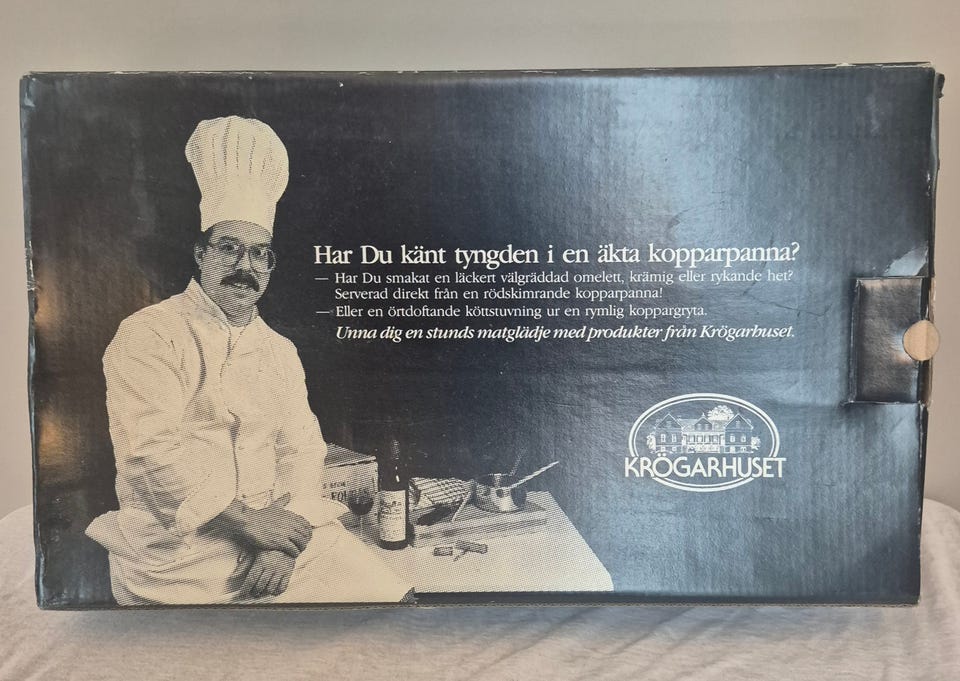 Har Du känt tyngden i en äkta kopparpanna?
— Har Du smakat en läckert välgräddad omelett, krämig eller rykande het?
Serverad direkt från en rödskimrande kopparpanna!
— Eller en örtdoftande köttstuvning ur en rymlig koppargryta.
Unna dig en stunds matglädje med produkter från Krögarhuset.
KRÖGARHUSET